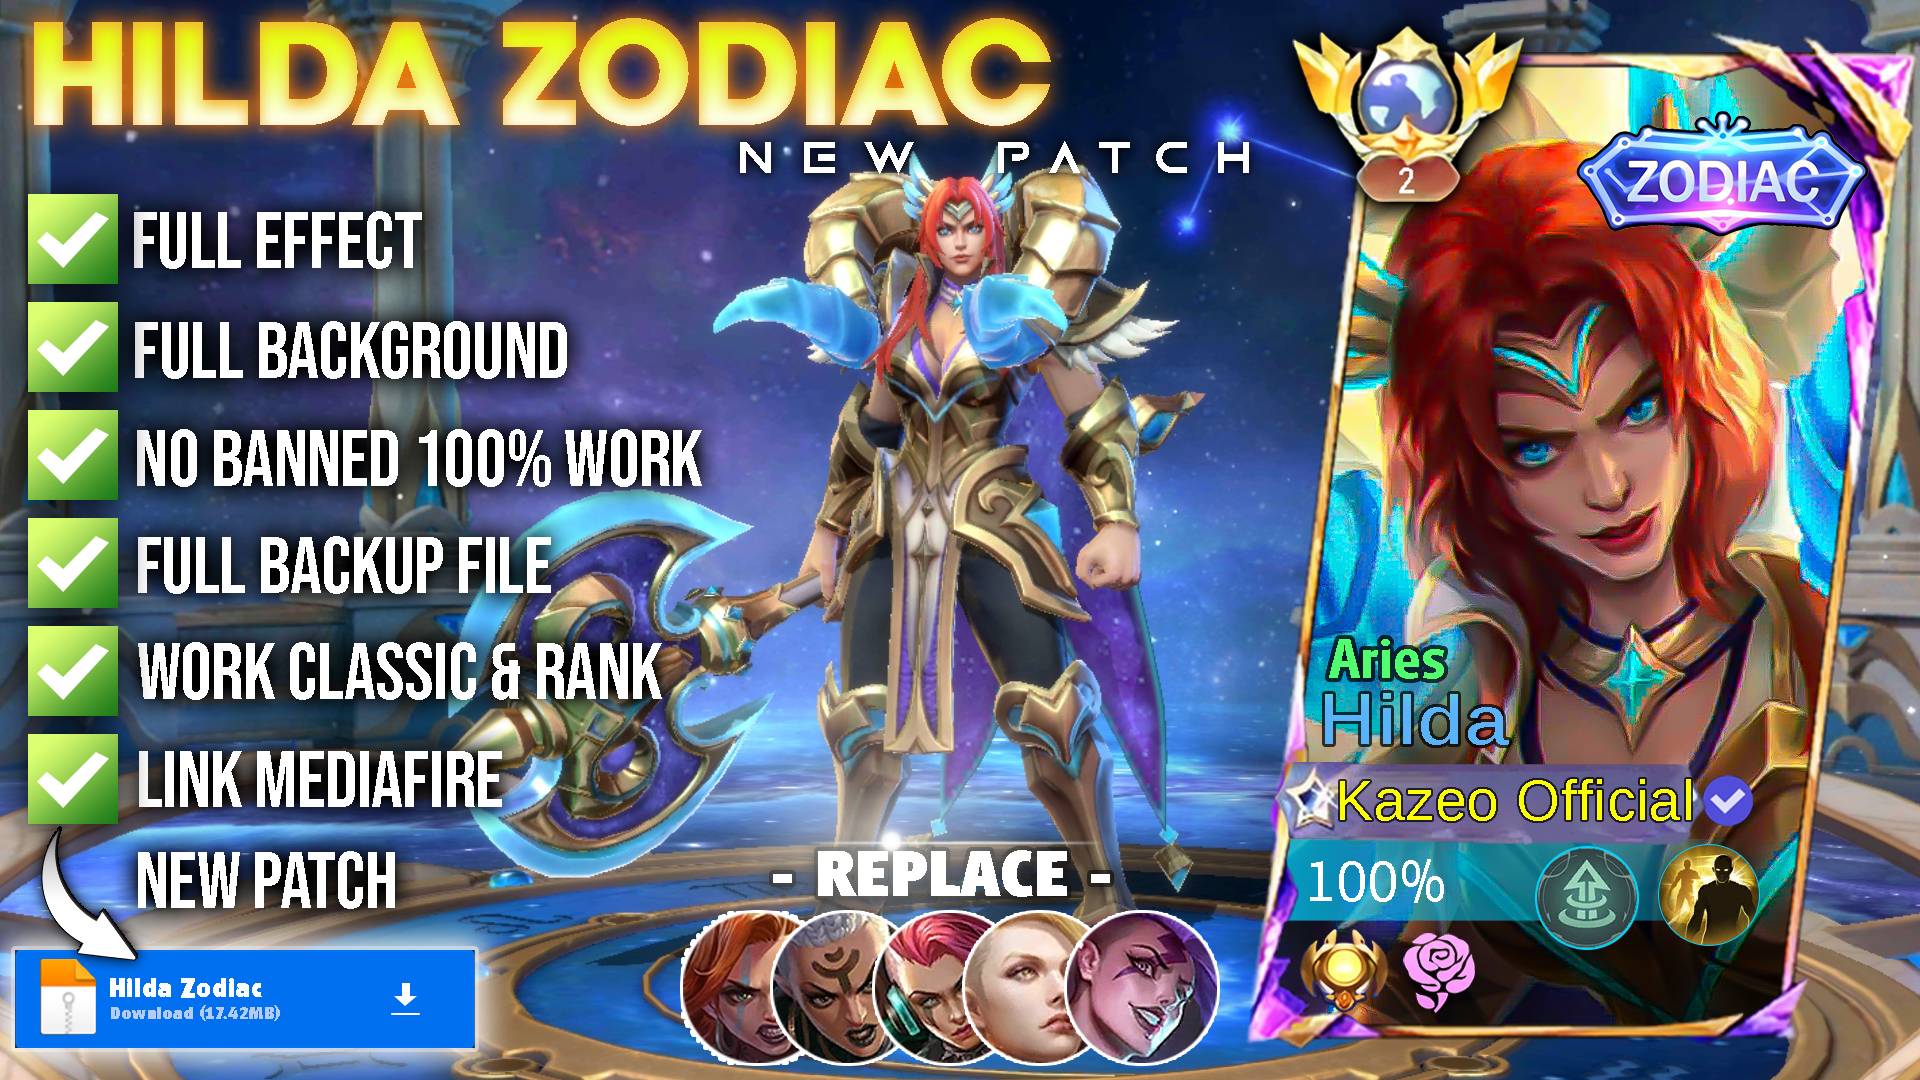 HILDA ZODIAC
NEW PATCH
FULL EFFECT
FULL BACKGROUND
NO BANNED 100% WORK
FULL BACKUP FILE
WORK CLASSIC & RANK
LINK MEDIAFIRE
NEW PATCH
Hilda Zodiac
Download (17.42MB)
- REPLACE -
2
ZODIAC
Aries
Hilda
Kazeo Official
100%